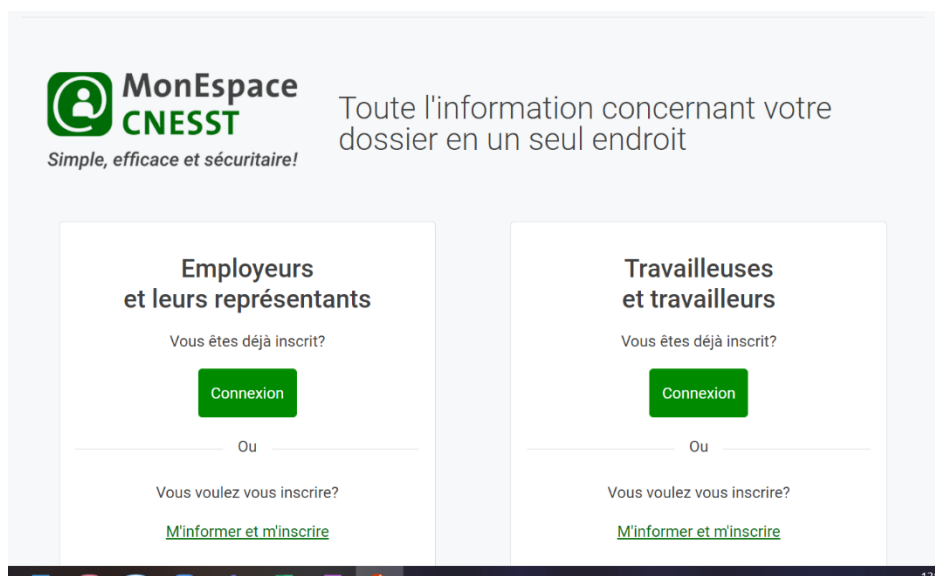 MonEspace
CNESST
Simple, efficace et sécuritaire!
Toute l'information concernant votre
dossier en un seul endroit
Employeurs
et leurs représentants
Vous êtes déjà inscrit?
Connexion
Ou
Vous voulez vous inscrire?
M'informer et m'inscrire
Travailleuses
et travailleurs
Vous êtes déjà inscrit?
Connexion
Ou
Vous voulez vous inscrire?
M'informer et m'inscrire